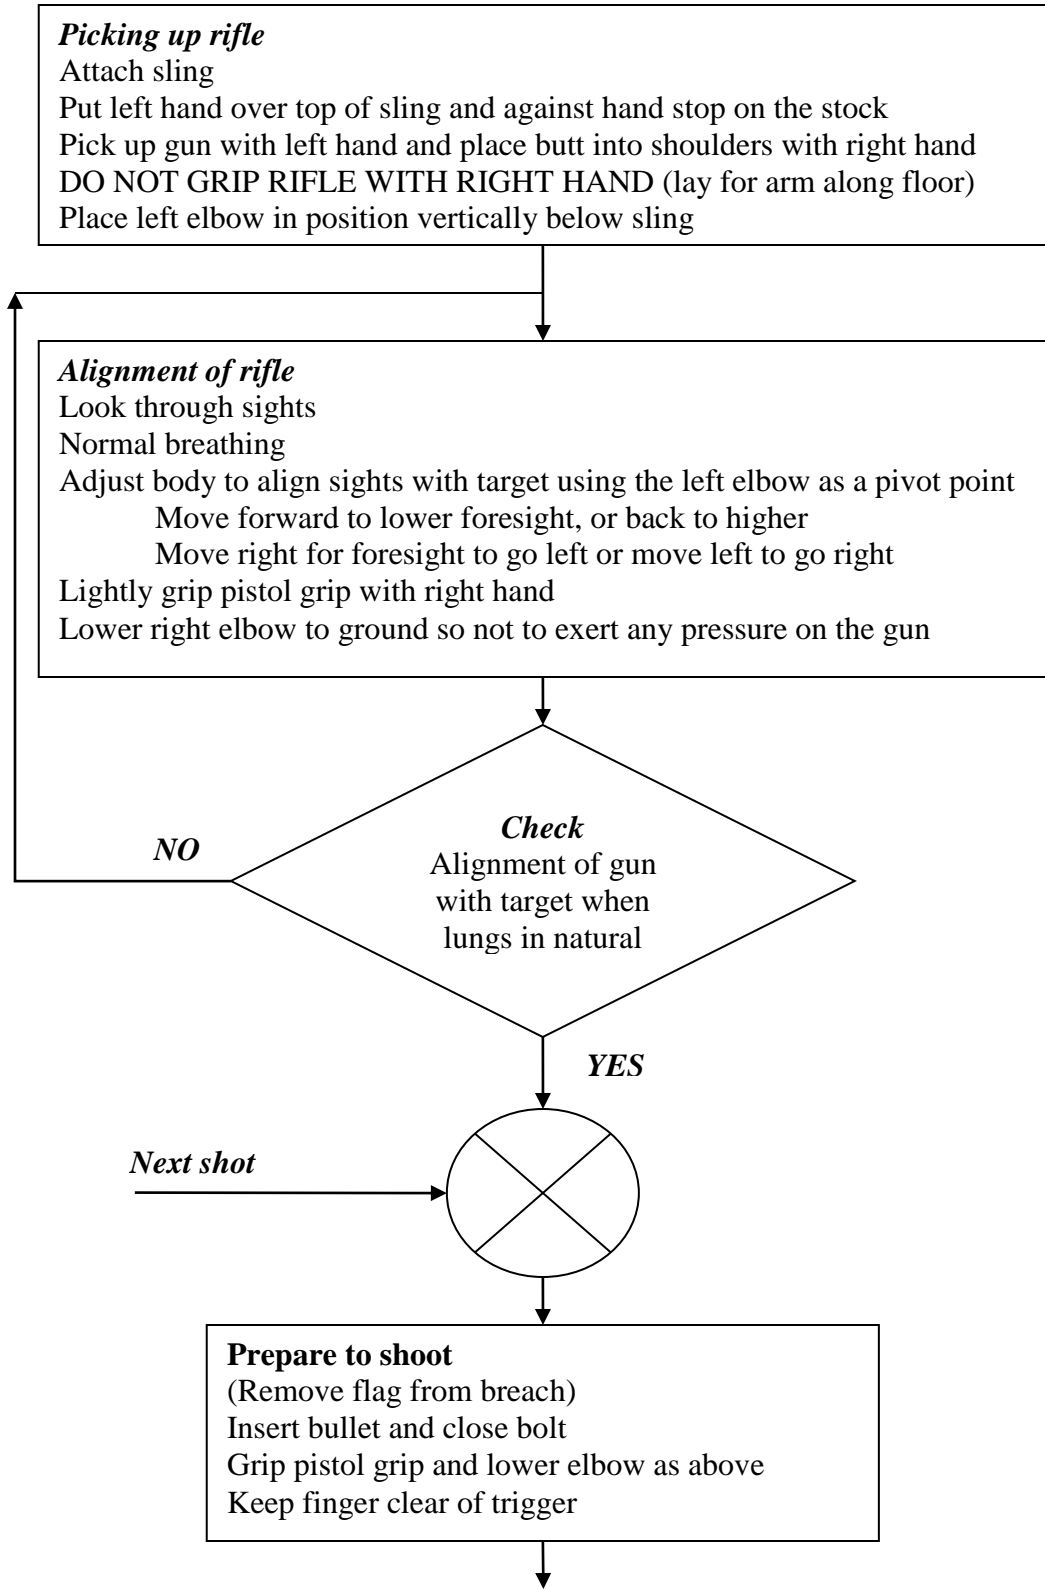 Picking up rifle
Attach sling
Put left hand over top of sling and against hand stop on the stock
Pick up gun with left hand and place butt into shoulders with right hand
DO NOT GRIP RIFLE WITH RIGHT HAND (lay for arm along floor)
Place left elbow in position vertically below sling
Alignment of rifle
Look through sights
Normal breathing
Adjust body to align sights with target using the left elbow as a pivot point
Move forward to lower foresight, or back to higher
Move right for foresight to go left or move left to go right
Lightly grip pistol grip with right hand
Lower right elbow to ground so not to exert any pressure on the gun
Check
Alignment of gun
with target when
lungs in natural
NO
YES
Next shot
Prepare to shoot
(Remove flag from breach)
Insert bullet and close bolt
Grip pistol grip and lower elbow as above
Keep finger clear of trigger